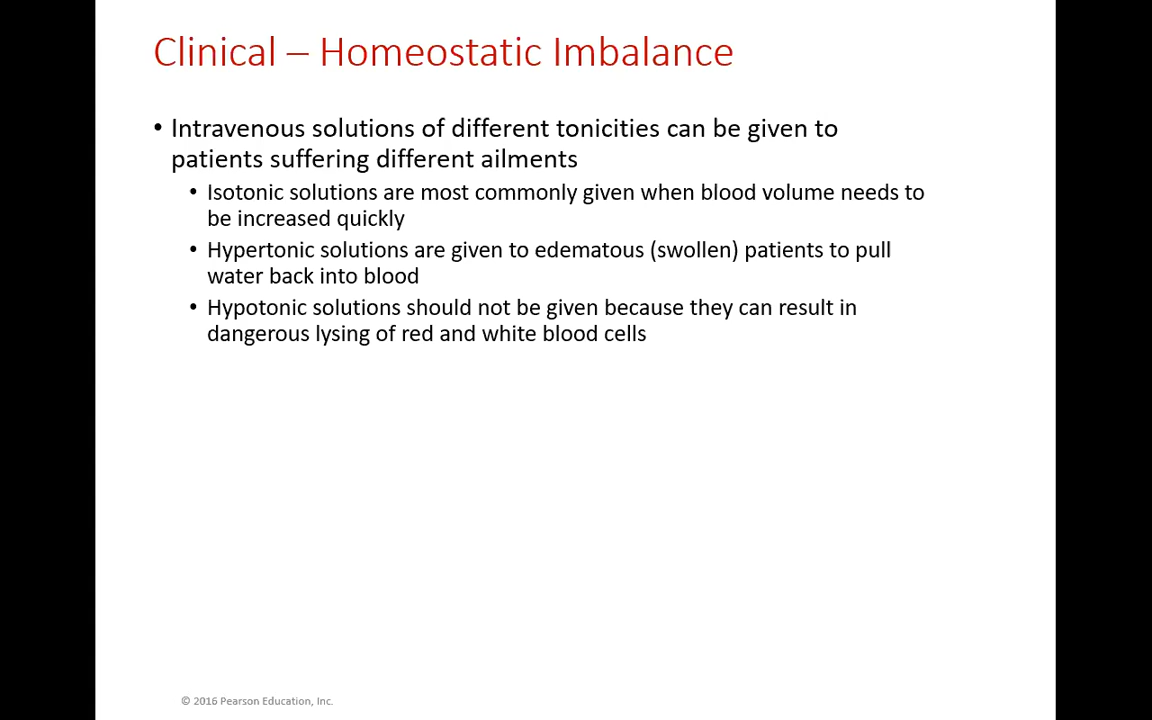 Clinical – Homeostatic Imbalance
• Intravenous solutions of different tonicities can be given to
patients suffering different ailments
• Isotonic solutions are most commonly given when blood volume needs to
be increased quickly
• Hypertonic solutions are given to edematous (swollen) patients to pull
water back into blood
• Hypotonic solutions should not be given because they can result in
dangerous lysing of red and white blood cells
© 2016 Pearson Education, Inc.